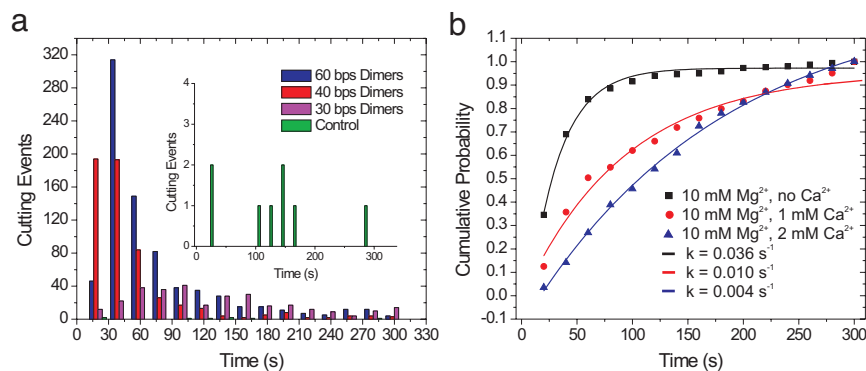 a
320
280
240
200
160
120
80
40
0
Cutting Events
0 30 60 90 120 150 180 210 240 270 300 330
Time (s)
60 bps Dimers
40 bps Dimers
30 bps Dimers
Control
4
3
2
1
0
Cutting Events
0 100 200 300
Time (s)
b
1.1
1.0
0.9
0.8
0.7
0.6
0.5
0.4
0.3
0.2
0.1
0.0
-0.1
Cumulative Probability
0 50 100 150 200 250 300
Time (s)
10 mM Mg²⁺, no Ca²⁺
10 mM Mg²⁺, 1 mM Ca²⁺
10 mM Mg²⁺, 2 mM Ca²⁺
k = 0.036 s⁻¹
k = 0.010 s⁻¹
k = 0.004 s⁻¹